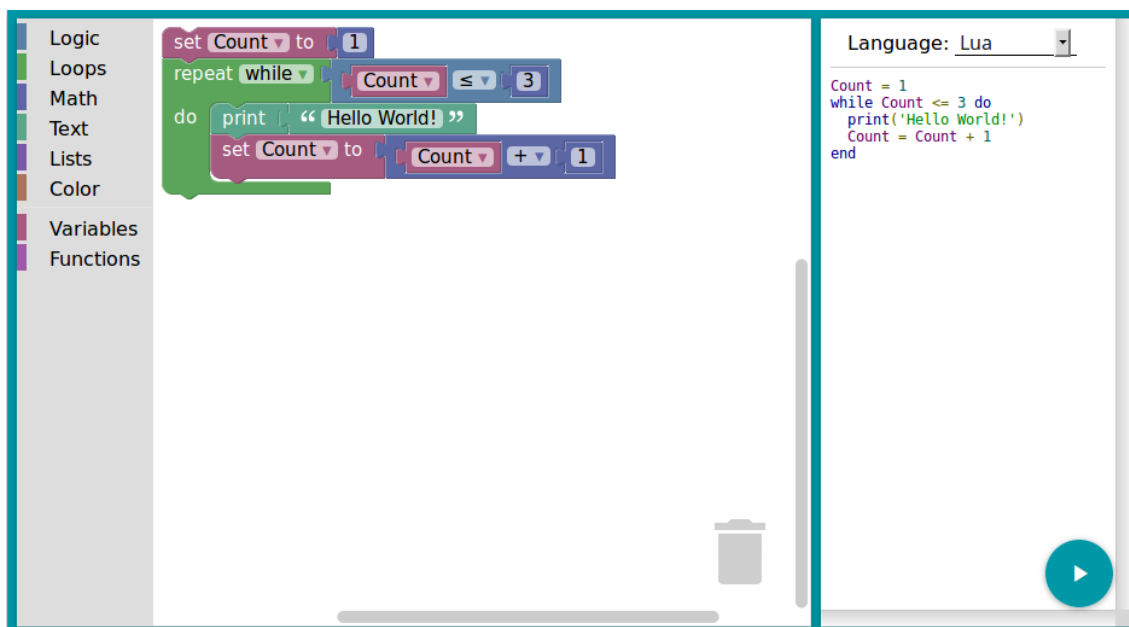 Logic
Loops
Math
Text
Lists
Color
Variables
Functions
set Count ▾ to 1
repeat while ▾ Count ▾ ≤ ▾ 3
do print “ Hello World! ”
set Count ▾ to Count ▾ + ▾ 1
Language: Lua
Count = 1
while Count <= 3 do
  print('Hello World!')
  Count = Count + 1
end